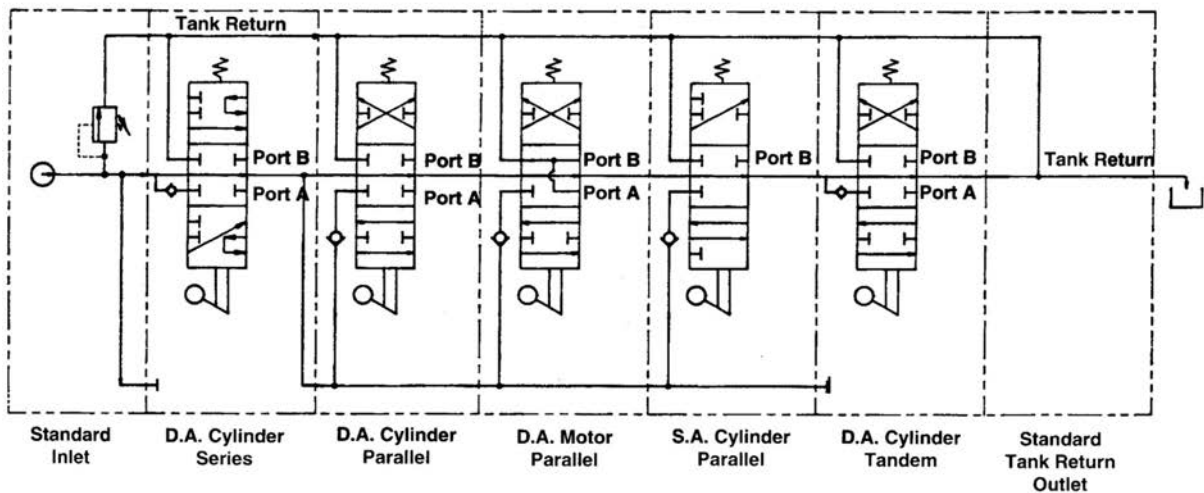 Tank Return
Port B
Port A
Port B
Port A
Port B
Port A
Port B
Port B
Port A
Tank Return
Standard
Inlet
D.A. Cylinder
Series
D.A. Cylinder
Parallel
D.A. Motor
Parallel
S.A. Cylinder
Parallel
D.A. Cylinder
Tandem
Standard
Tank Return
Outlet